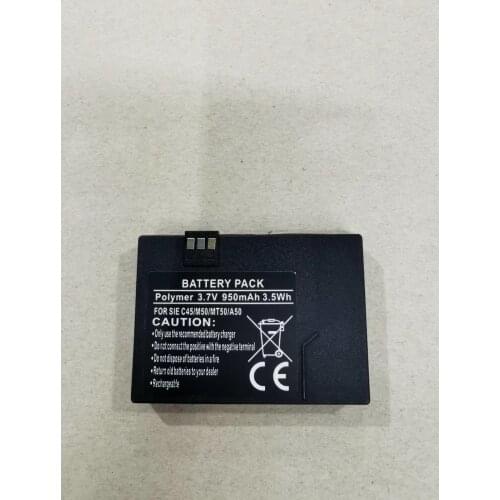 BATTERY PACK
Polymer 3.7V 950mAh 3.5Wh
FOR SIE C45/M50/MT50/A50
CAUTION:
•Only use the recommended battery charger
•Do not connect the positive with the negative terminal
•Do not dispose of batteries in a fire
•Return old batteries to your dealer
•Rechargeable
CE